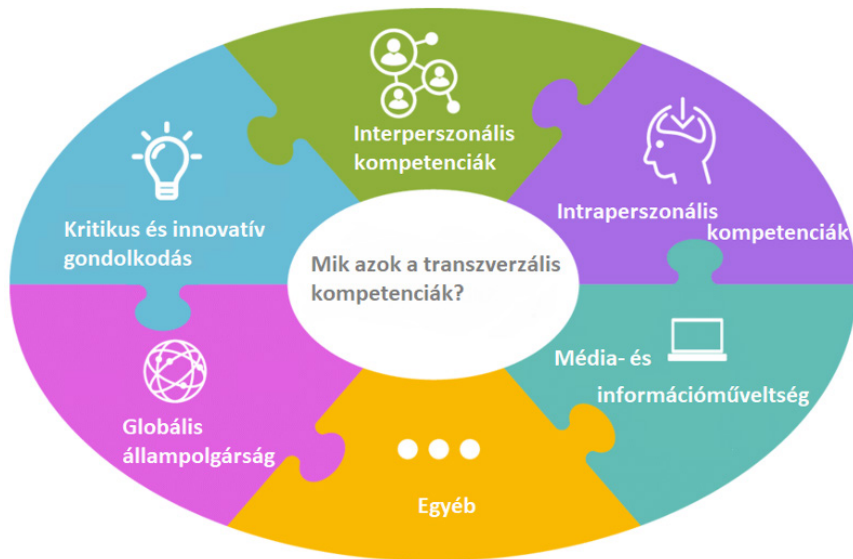 Interperszonális
kompetenciák
Intraperszonális
kompetenciák
Kritikus és innovatív
gondolkodás
Mik azok a transzverzális
kompetenciák?
Média- és
információműveltség
Globális
állampolgárság
Egyéb